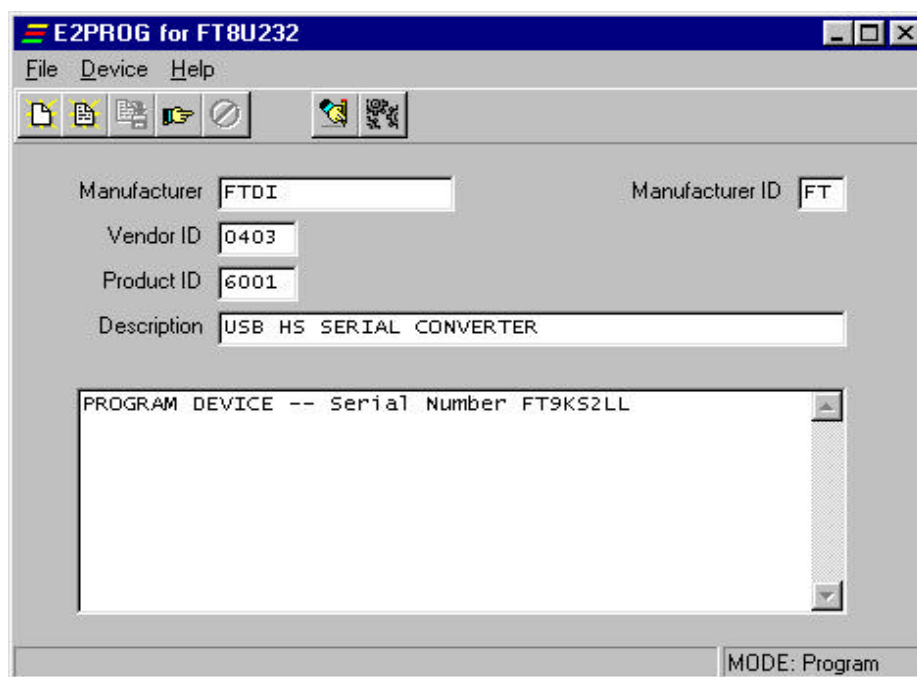 E2PROG for FT8U232
File Device Help
Manufacturer FTDI Manufacturer ID FT
Vendor ID 0403
Product ID 6001
Description USB HS SERIAL CONVERTER
PROGRAM DEVICE -- Serial Number FT9KS2LL
MODE: Program